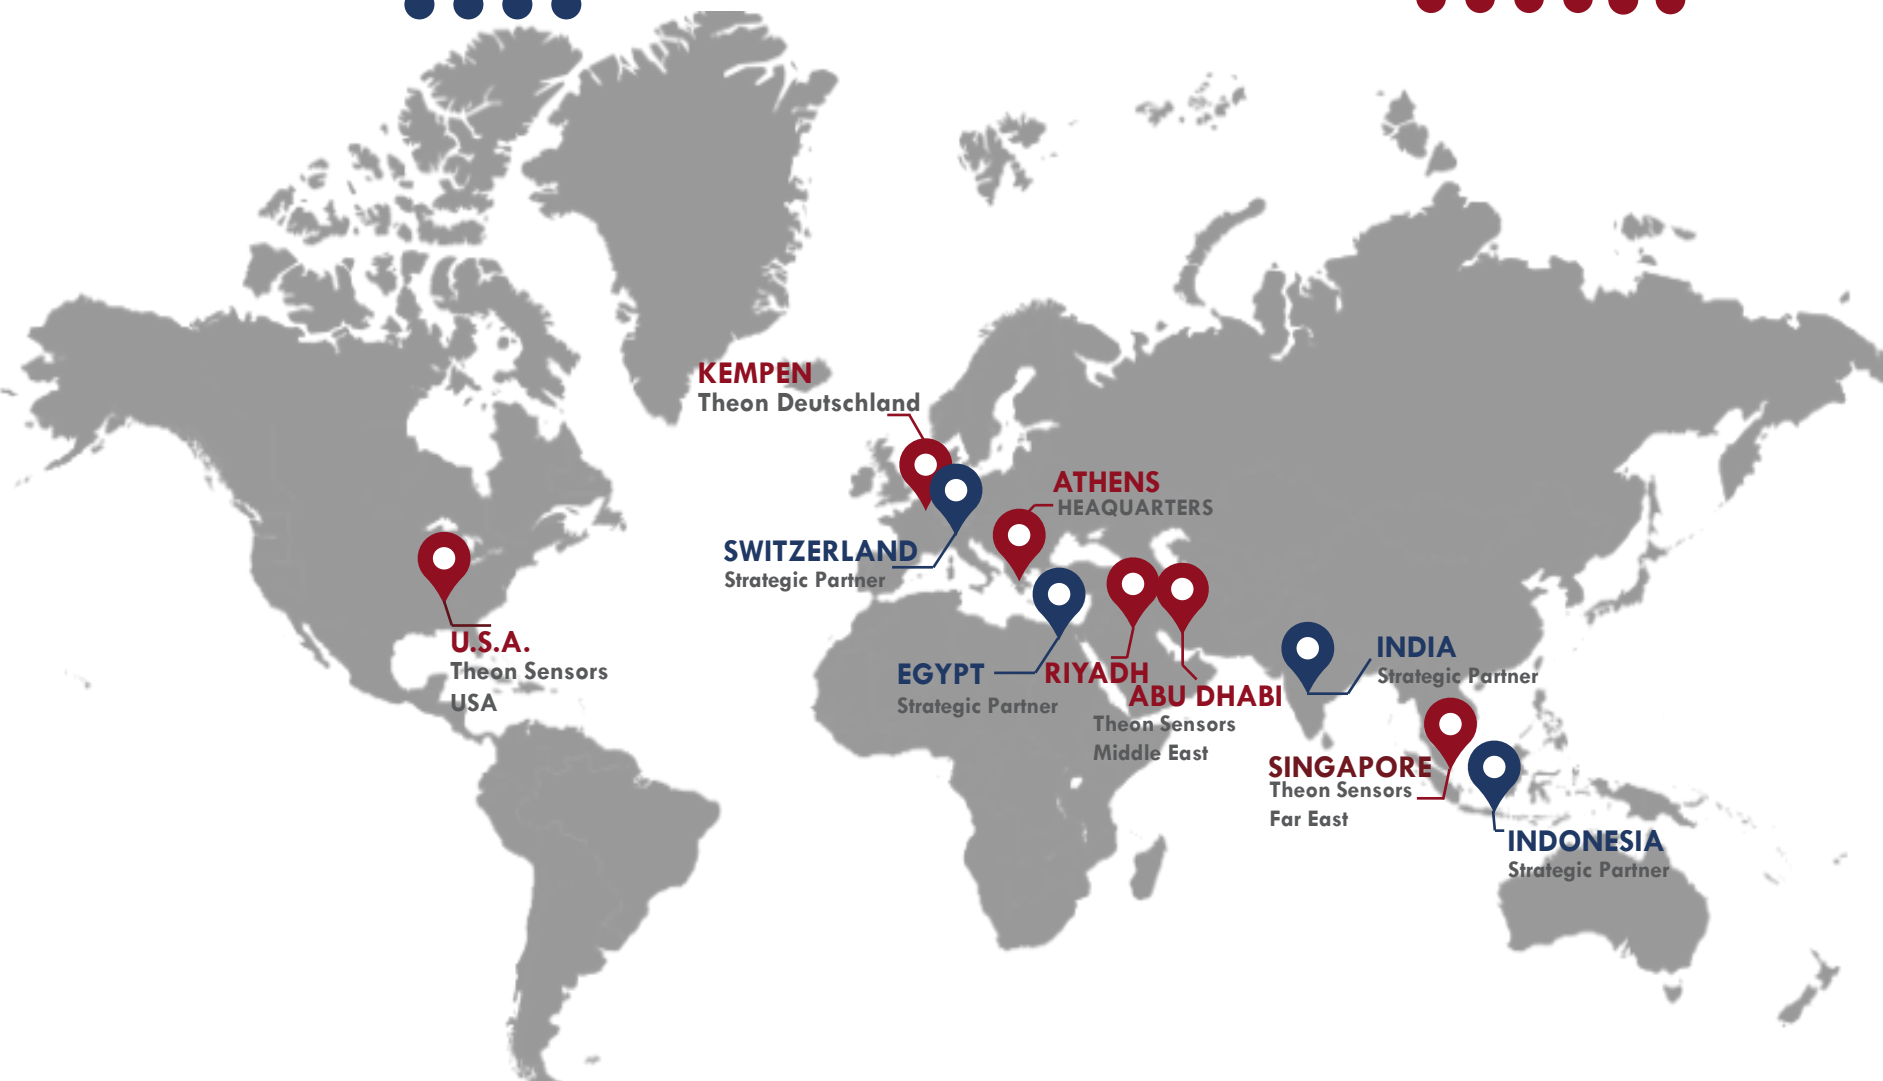 KEMPEN
Theon Deutschland
ATHENS
HEAQUARTERS
SWITZERLAND
Strategic Partner
U.S.A.
Theon Sensors
USA
EGYPT
Strategic Partner
RIYADH
ABU DHABI
Theon Sensors
Middle East
INDIA
Strategic Partner
SINGAPORE
Theon Sensors
Far East
INDONESIA
Strategic Partner